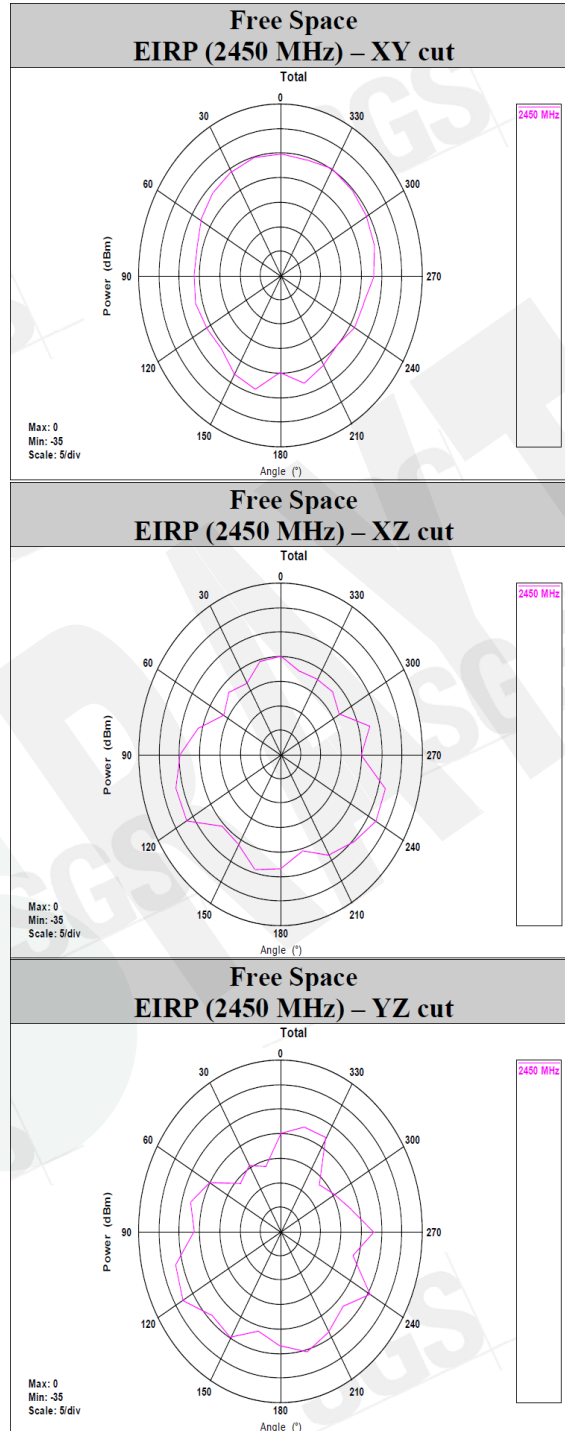 Free Space
EIRP (2450 MHz) – XY cut
Total
0
30
330
2450 MHz
60
300
Power (dBm)
90
270
120
240
150
210
180
Max: 0
Min: -35
Scale: 5/div
Angle (°)
Free Space
EIRP (2450 MHz) – XZ cut
Total
0
30
330
2450 MHz
60
300
Power (dBm)
90
270
120
240
150
210
180
Max: 0
Min: -35
Scale: 5/div
Angle (°)
Free Space
EIRP (2450 MHz) – YZ cut
Total
0
30
330
2450 MHz
60
300
Power (dBm)
90
270
120
240
150
210
180
Max: 0
Min: -35
Scale: 5/div
Angle (°)
SGS
SGS
SGS
SGS